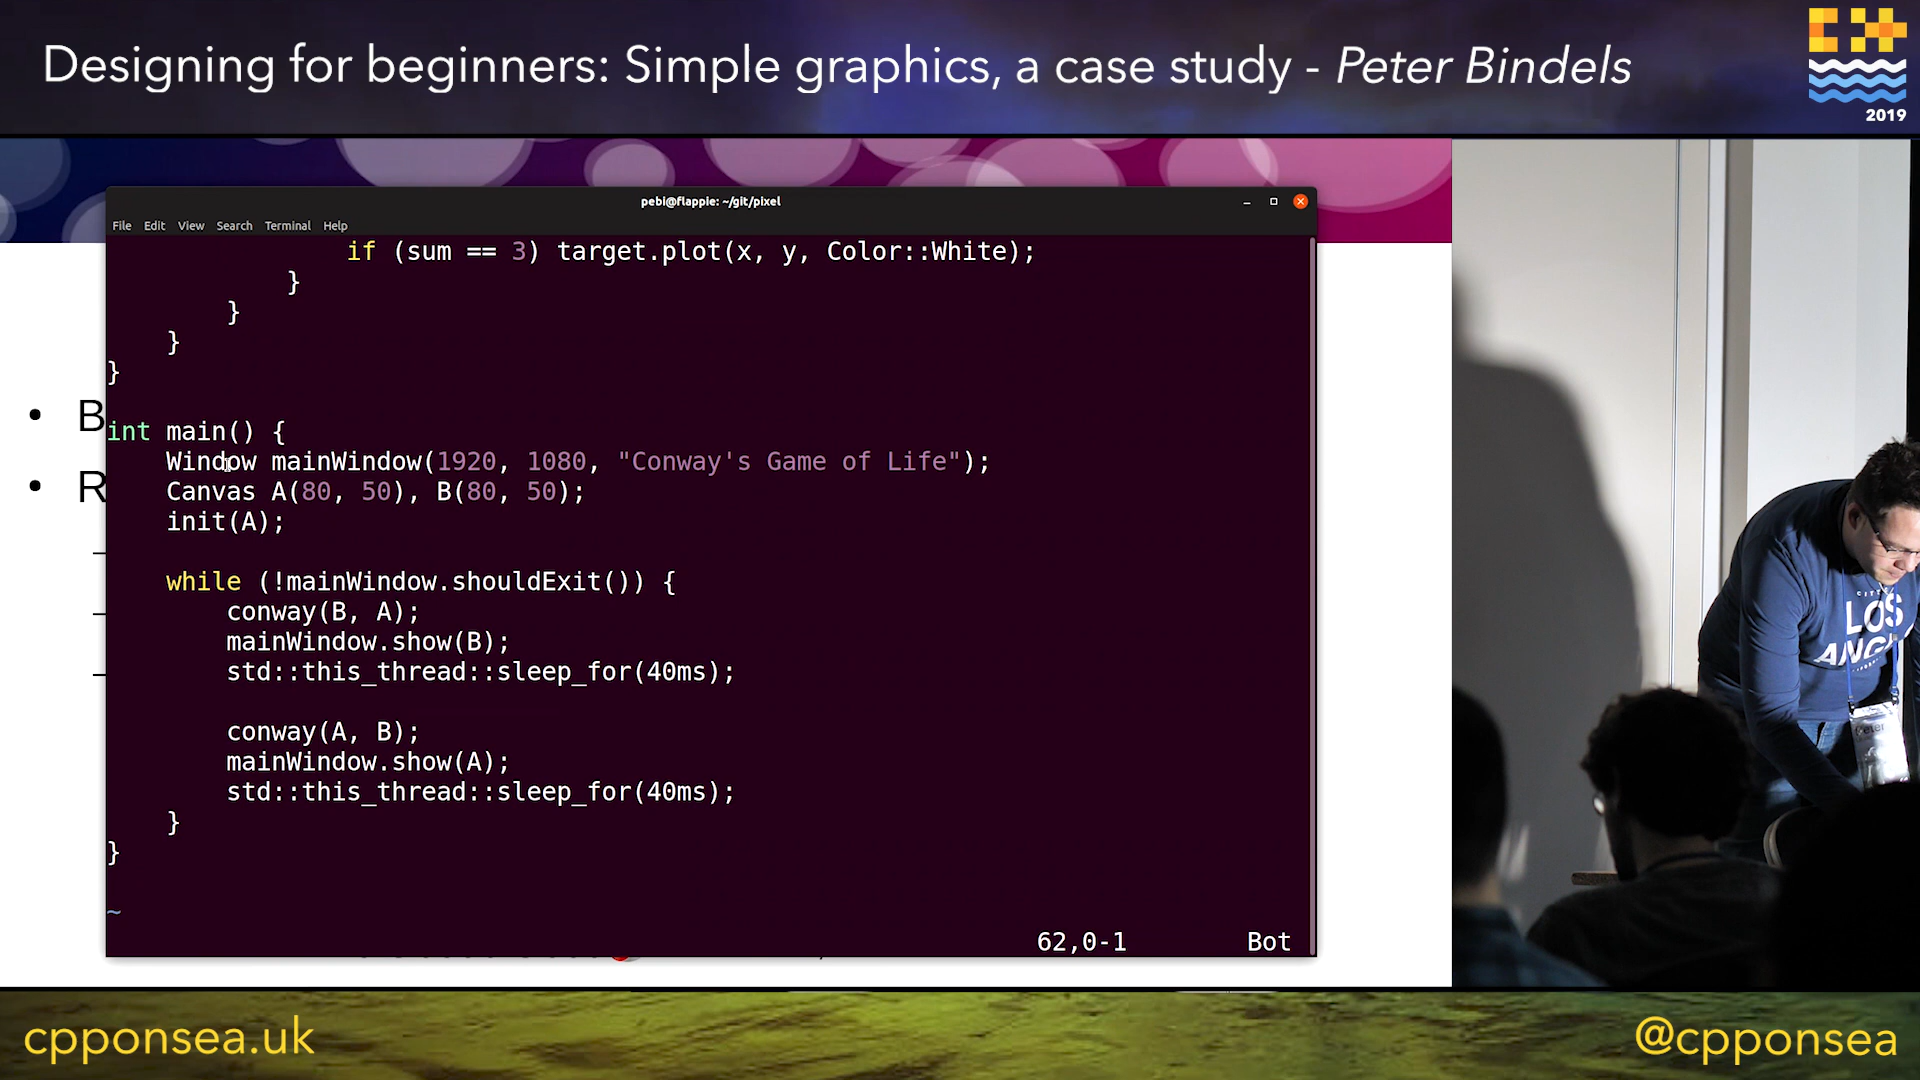 Designing for beginners: Simple graphics, a case study - Peter Bindels
2019
pebi@flappie: ~/git/pixel
File Edit View Search Terminal Help
if (sum == 3) target.plot(x, y, Color::White);
}
}
}
}
int main() {
Window mainWindow(1920, 1080, "Conway's Game of Life");
Canvas A(80, 50), B(80, 50);
init(A);
while (!mainWindow.shouldExit()) {
conway(B, A);
mainWindow.show(B);
std::this_thread::sleep_for(40ms);
conway(A, B);
mainWindow.show(A);
std::this_thread::sleep_for(40ms);
}
}
~
62,0-1 Bot
• B
• R
LOS
cpponsea.uk
@cpponsea